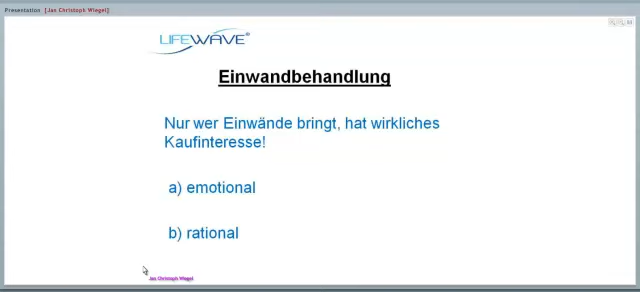 Presentation [Jan Christoph Wiegel]
LIFEWAVE®
Einwandbehandlung
Nur wer Einwände bringt, hat wirkliches
Kaufinteresse!
a) emotional
b) rational
Jan Christoph Wiegel